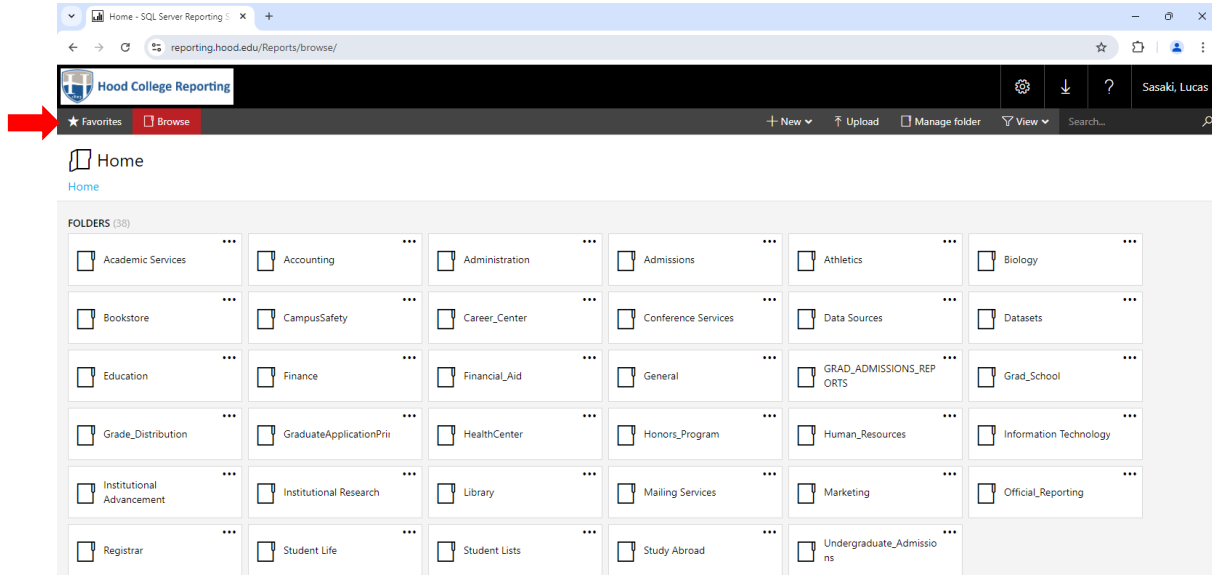 Home - SQL Server Reporting S
reporting.hood.edu/Reports/browse/
Hood College Reporting
Sasaki, Lucas
Favorites Browse New Upload Manage folder View Search...
Home
Home
FOLDERS (38)
Academic Services Accounting Administration Admissions Athletics Biology
Bookstore CampusSafety Career_Center Conference Services Data Sources Datasets
Education Finance Financial_Aid General GRAD_ADMISSIONS_REP
ORTS Grad_School
Grade_Distribution GraduateApplicationPri Honors_Program HealthCenter Human_Resources Information Technology
Institutional
Advancement Institutional Research Library Mailing Services Marketing Official_Reporting
Registrar Student Life Student Lists Study Abroad Undergraduate_Admissio
ns